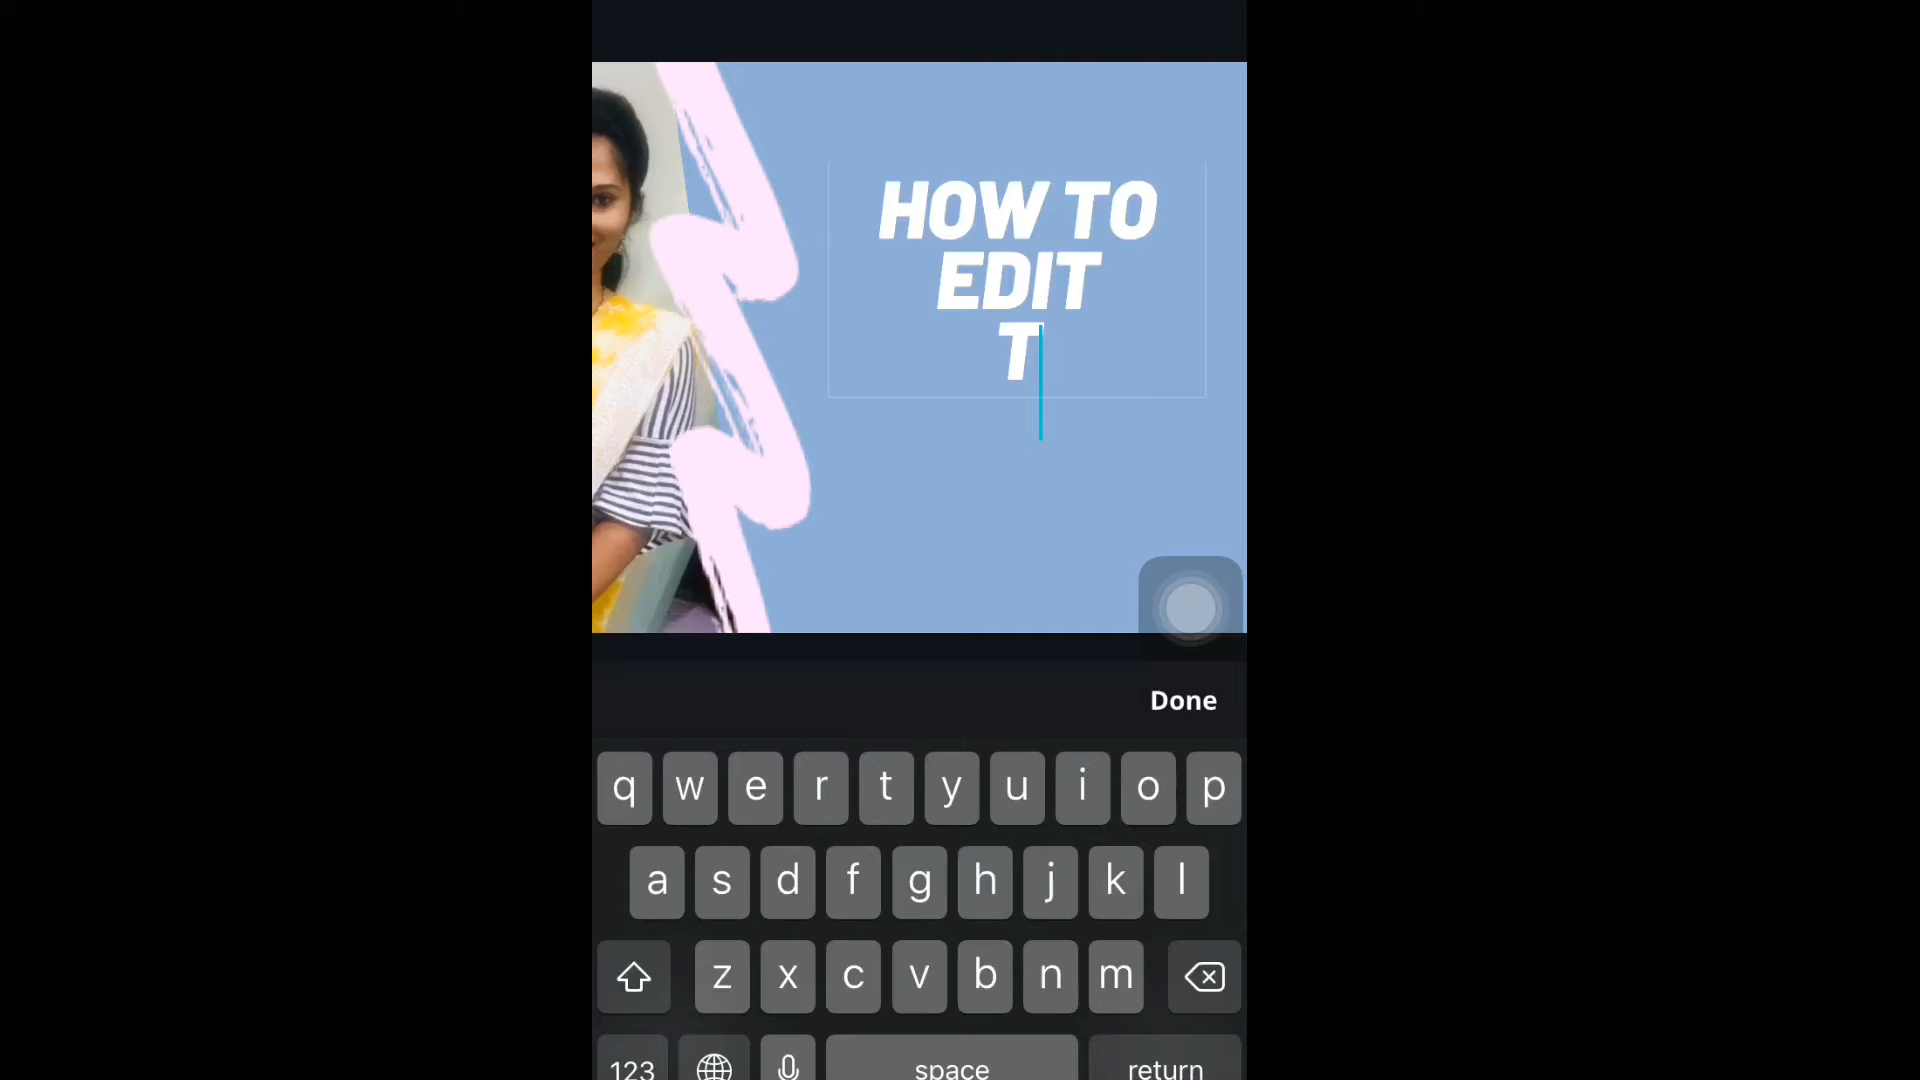 HOW TO
EDIT
T
Done
q w e r t y u i o p
a s d f g h j k l
z x c v b n m
123 space return